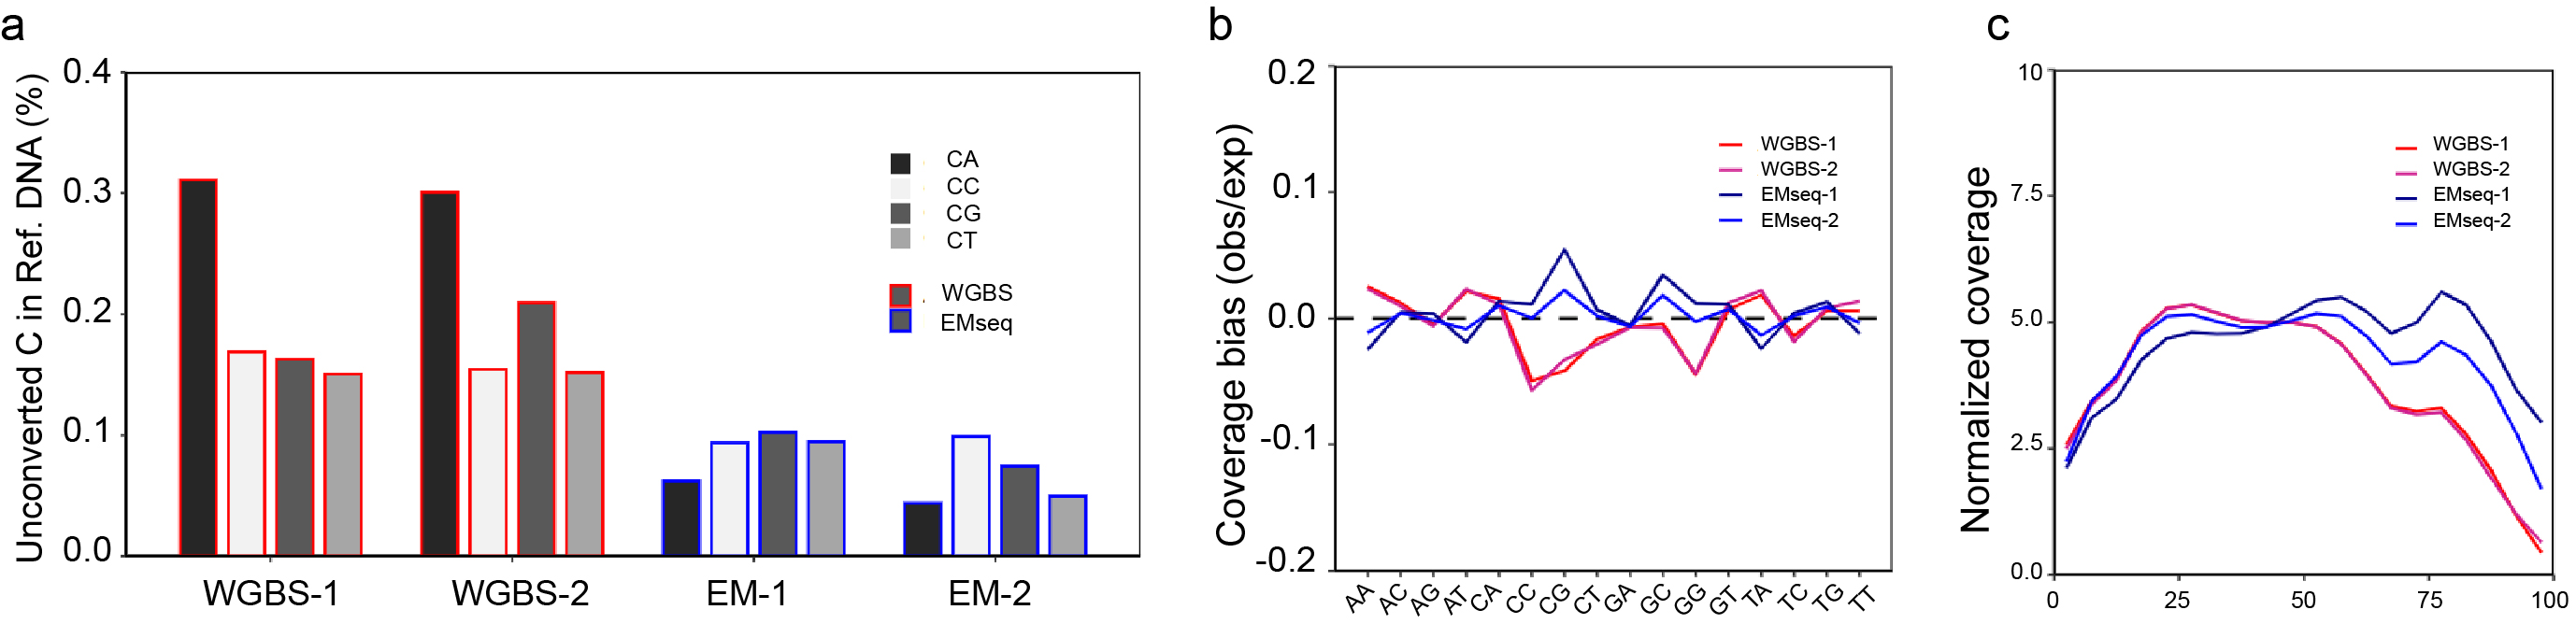 a
Unconverted C in Ref. DNA (%)
0.4
0.3
0.2
0.1
0.0
WGBS-1
WGBS-2
EM-1
EM-2
CA
CC
CG
CT
WGBS
EMseq
b
Coverage bias (obs/exp)
0.2
0.1
0.0
-0.1
-0.2
AA
AC
AG
AT
CA
CC
CG
CT
GA
GC
GG
GT
TA
TC
TG
TT
WGBS-1
WGBS-2
EMseq-1
EMseq-2
c
Normalized coverage
10
7.5
5.0
2.5
0.0
0
25
50
75
100
WGBS-1
WGBS-2
EMseq-1
EMseq-2